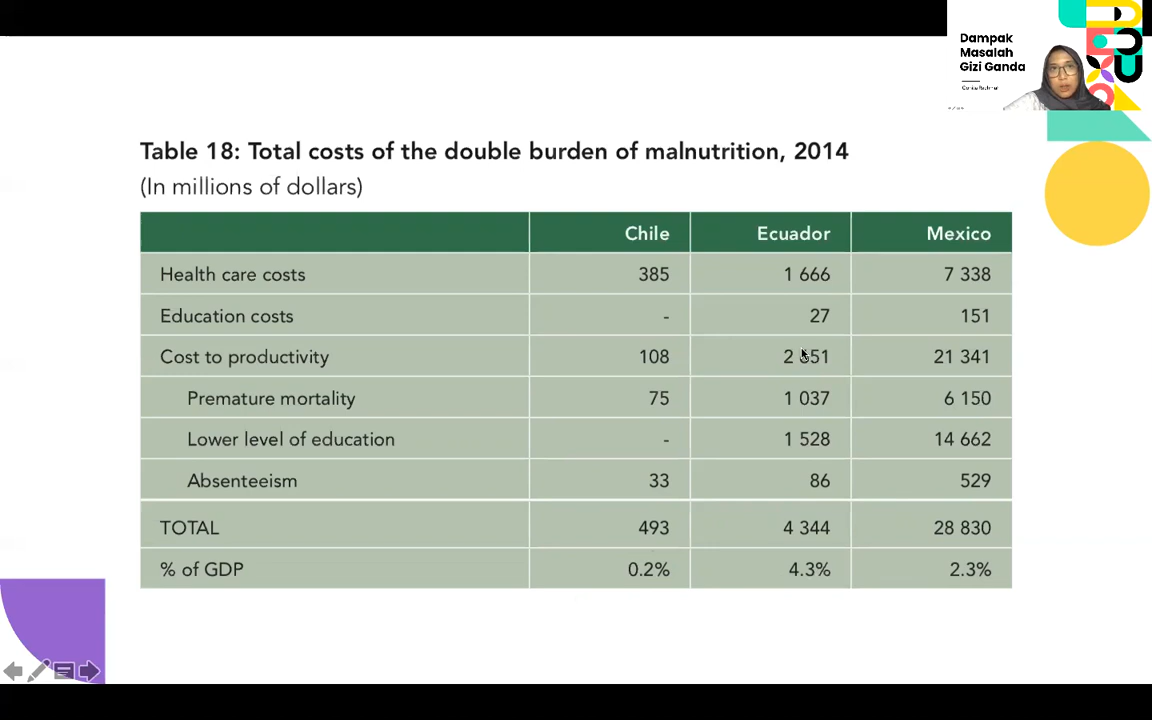 Dampak
Masalah
Gizi Ganda
Table 18: Total costs of the double burden of malnutrition, 2014
(In millions of dollars)
Chile Ecuador Mexico
Health care costs 385 1 666 7 338
Education costs - 27 151
Cost to productivity 108 2 651 21 341
Premature mortality 75 1 037 6 150
Lower level of education - 1 528 14 662
Absenteeism 33 86 529
TOTAL 493 4 344 28 830
% of GDP 0.2% 4.3% 2.3%